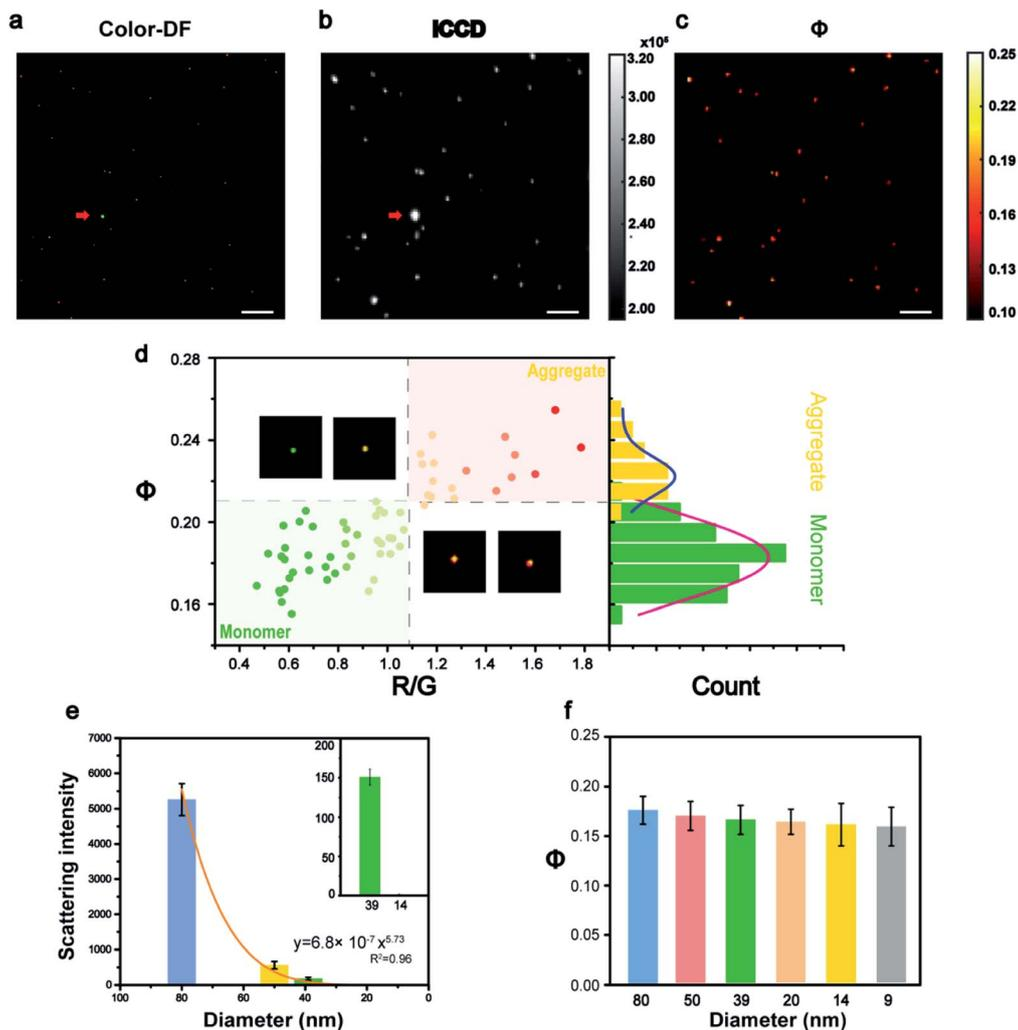 a
Color-DF
b
ICCD
c
Φ
x10⁶
3.20
3.00
2.80
2.60
2.40
2.20
2.00
0.25
0.22
0.19
0.16
0.13
0.10
d
0.28
0.24
0.20
0.16
Φ
Aggregate
Monomer
Aggregate
Monomer
0.4 0.6 0.8 1.0 1.2 1.4 1.6 1.8
R/G
Count
e
7000
6000
5000
4000
3000
2000
1000
0
Scattering intensity
200
150
100
50
0
39 14
y=6.8× 10⁻⁷ x⁵·⁷³
R²=0.96
100 80 60 40 20 0
Diameter (nm)
f
0.25
0.20
0.15
0.10
0.05
0.00
Φ
80 50 39 20 14 9
Diameter (nm)